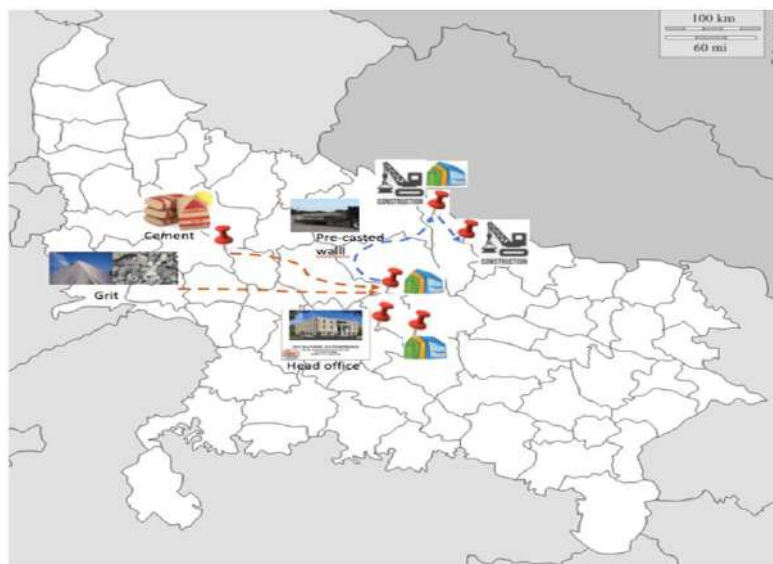 100 km
60 mi
CONSTRUCTION
Cement
Pre-casted
wall
CONSTRUCTION
Grit
Head office